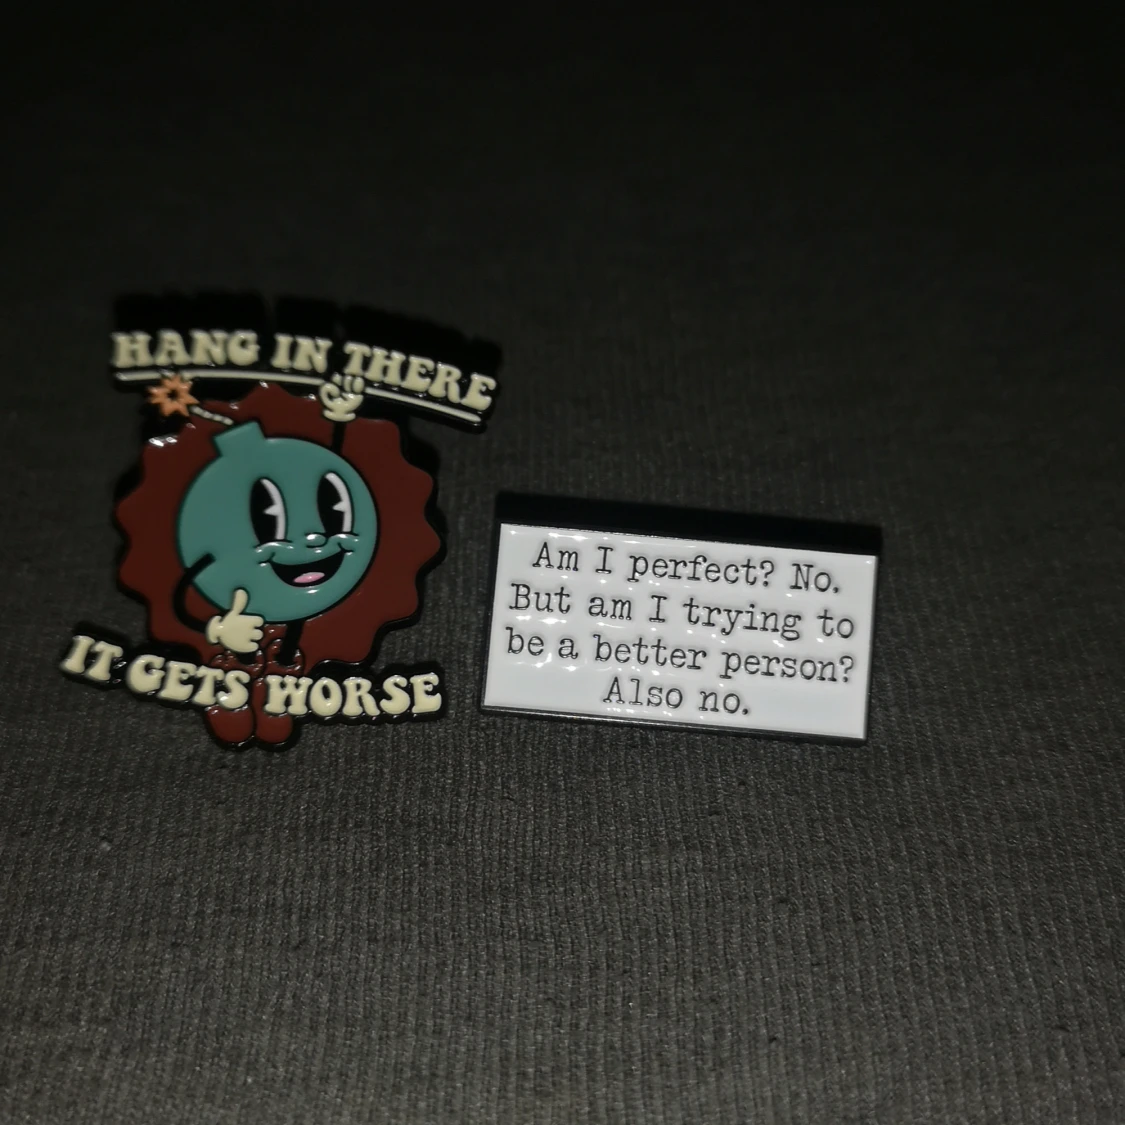 HANG IN THERE
IT GETS WORSE
Am I perfect? No.
But am I trying to
be a better person?
Also no.